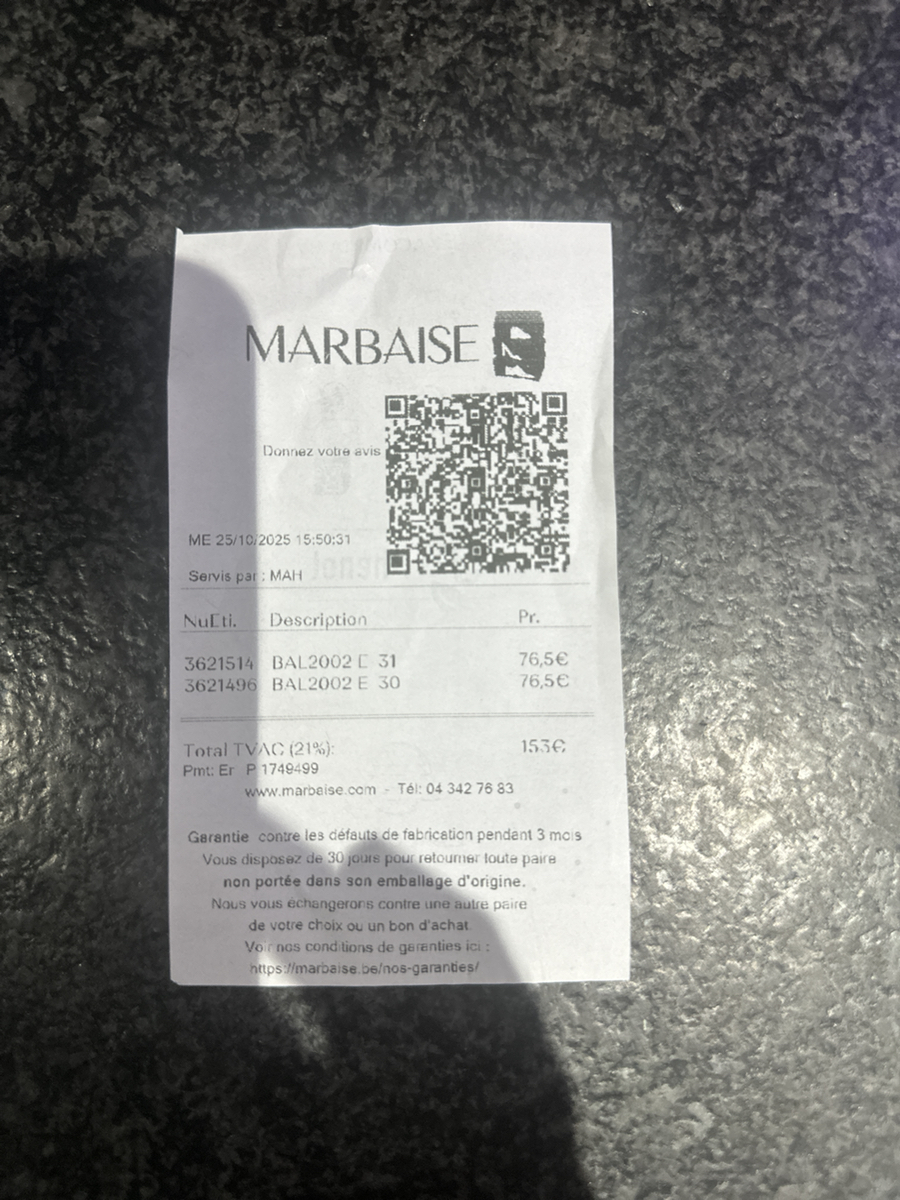 MARBAISE
Donnez votre avis
ME 25/10/2025 15:50:31
Servis par : MAH
NuEti. Description Pr.
3621514 BAL2002 E 31 76,5€
3621496 BAL2002 E 30 76,5€
Total TVAC (21%): 153€
Pmt: Er P 1749499
www.marbaise.com - Tél: 04 342 76 83
Garantie contre les défauts de fabrication pendant 3 mois
Vous disposez de 30 jours pour retourner toute paire
non portée dans son emballage d'origine.
Nous vous échangerons contre une autre paire
de votre choix ou un bon d'achat.
Voir nos conditions de garanties ici :
https://marbaise.be/nos-garanties/